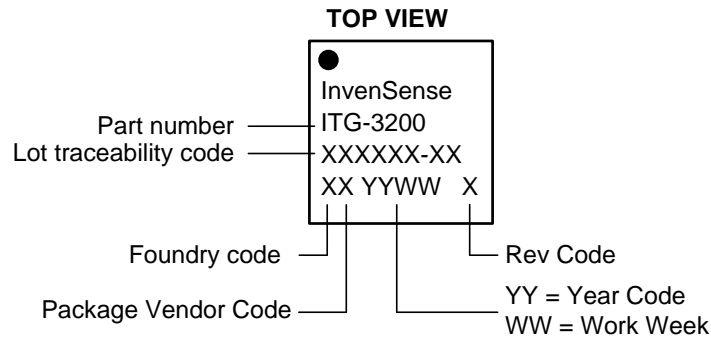 TOP VIEW
InvenSense
Part number
ITG-3200
Lot traceability code
XXXXXX-XX
XX YYWW X
Foundry code
Rev Code
Package Vendor Code
YY = Year Code
WW = Work Week